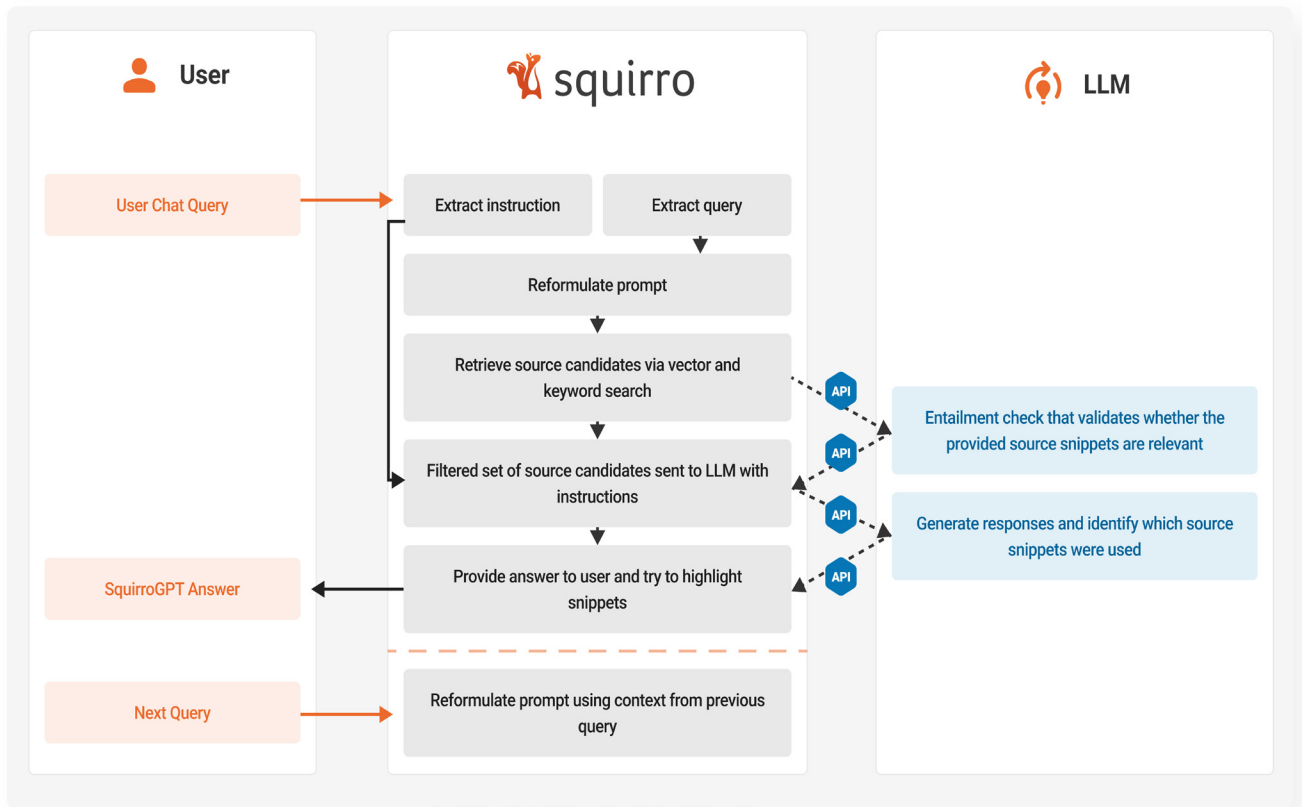 User
squirro
LLM
User Chat Query
Extract instruction
Extract query
Reformulate prompt
Retrieve source candidates via vector and
keyword search
API
Entailment check that validates whether the
provided source snippets are relevant
API
Filtered set of source candidates sent to LLM with
instructions
API
Generate responses and identify which source
snippets were used
API
SquirroGPT Answer
Provide answer to user and try to highlight
snippets
Next Query
Reformulate prompt using context from previous
query